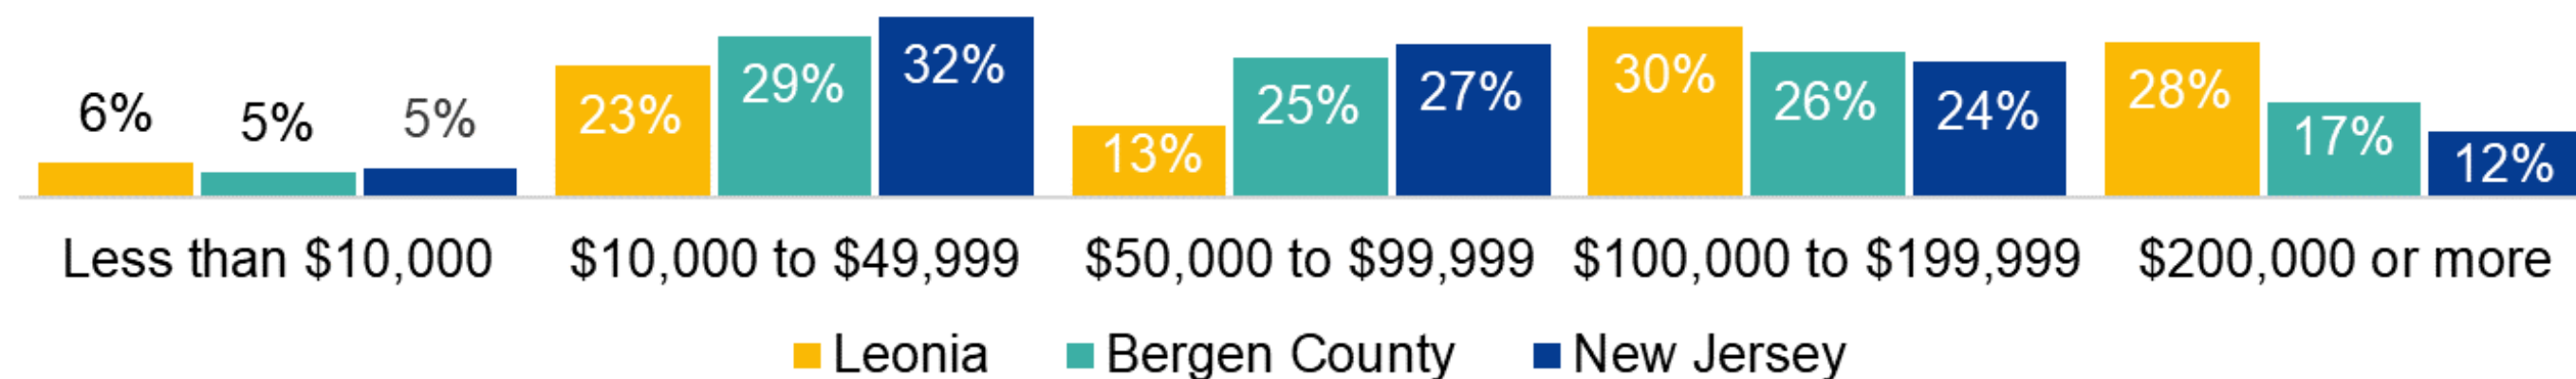 6% 5% 5% 23% 29% 32% 13% 25% 27% 30% 26% 24% 28% 17% 12%
Less than $10,000 $10,000 to $49,999 $50,000 to $99,999 $100,000 to $199,999 $200,000 or more
Leonia Bergen County New Jersey